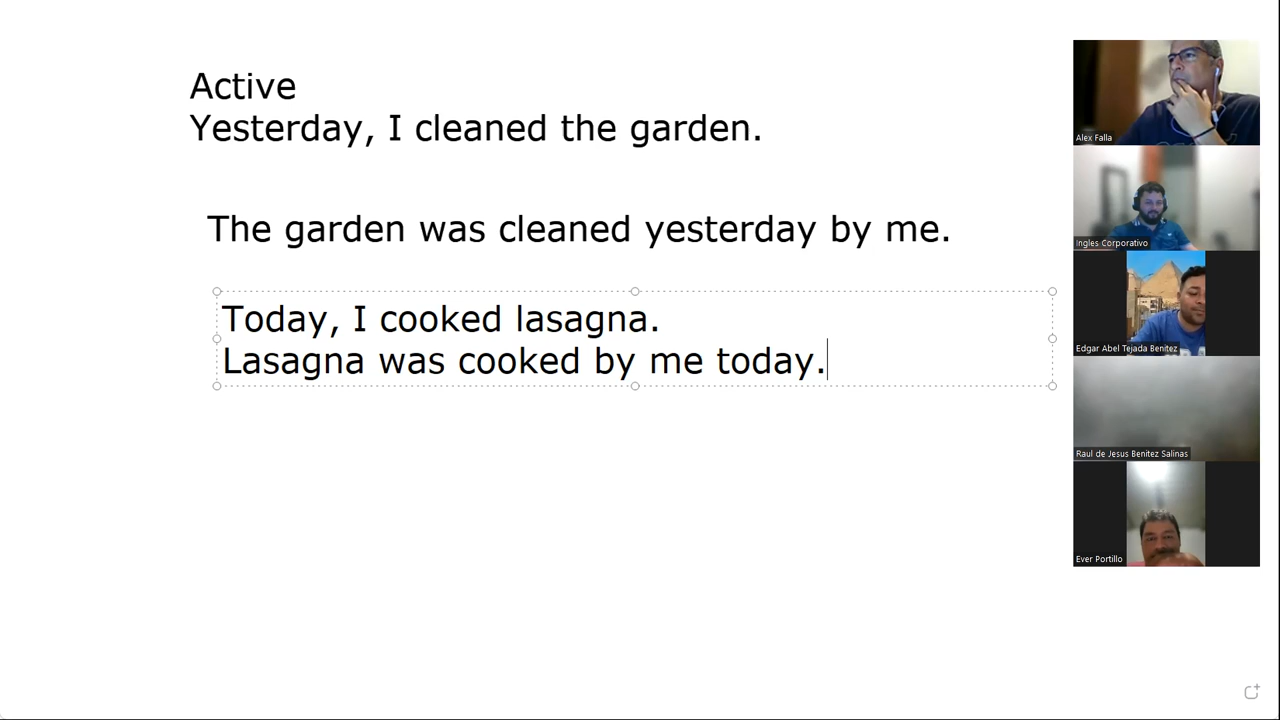 Active
Yesterday, I cleaned the garden.
The garden was cleaned yesterday by me.
Today, I cooked lasagna.
Lasagna was cooked by me today.
Alex Falla
Ingles Corporativo
Edgar Abel Tejada Benitez
Raul de Jesus Benitez Salinas
Ever Portillo